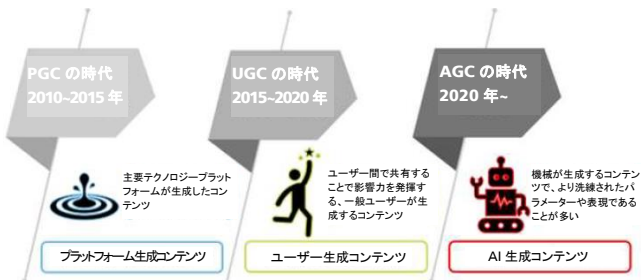 PGC の時代
2010~2015 年
主要テクノロジープラット
フォームが生成したコン
テンツ
プラットフォーム生成コンテンツ
UGC の時代
2015~2020 年
ユーザー間で共有する
ことで影響力を発揮す
る、一般ユーザーが生
成するコンテンツ
ユーザー生成コンテンツ
AGC の時代
2020 年~
機械が生成するコンテン
ツで、より洗練されたパ
ラメーターや表現である
ことが多い
AI 生成コンテンツ